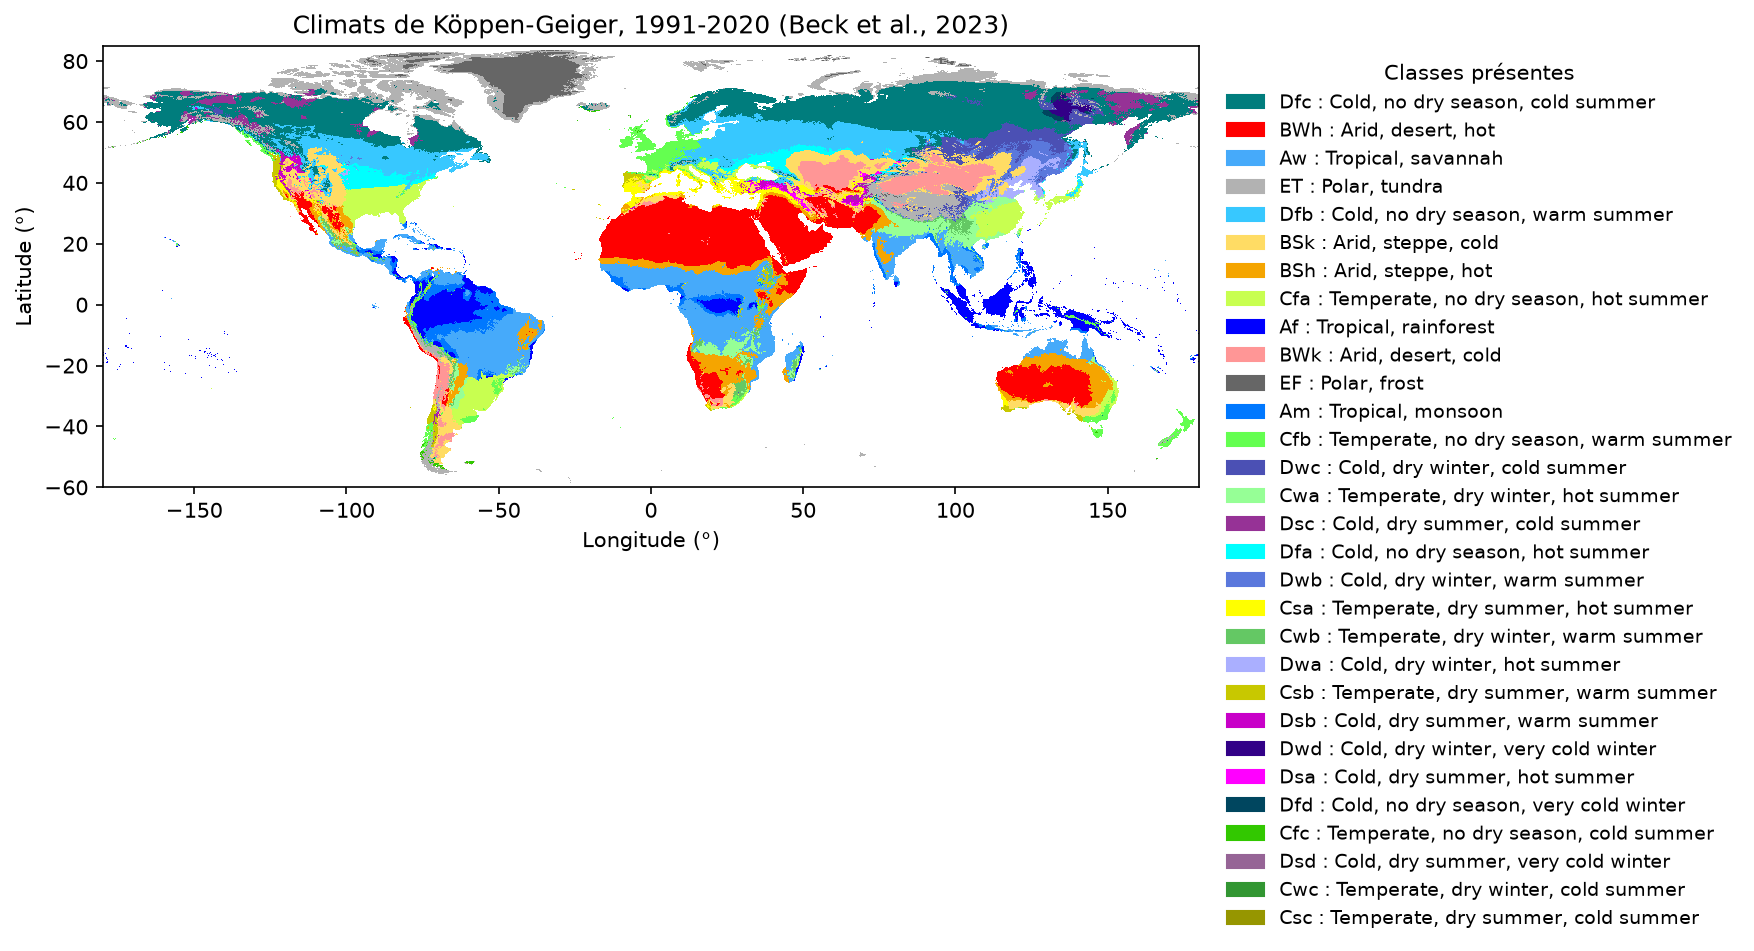 Climats de Köppen-Geiger, 1991-2020 (Beck et al., 2023)
80
60
40
20
0
−20
−40
−60
Latitude (°)
−150
−100
−50
0
50
100
150
Longitude (°)
Classes présentes
Dfc : Cold, no dry season, cold summer
BWh : Arid, desert, hot
Aw : Tropical, savannah
ET : Polar, tundra
Dfb : Cold, no dry season, warm summer
BSk : Arid, steppe, cold
BSh : Arid, steppe, hot
Cfa : Temperate, no dry season, hot summer
Af : Tropical, rainforest
BWk : Arid, desert, cold
EF : Polar, frost
Am : Tropical, monsoon
Cfb : Temperate, no dry season, warm summer
Dwc : Cold, dry winter, cold summer
Cwa : Temperate, dry winter, hot summer
Dsc : Cold, dry summer, cold summer
Dfa : Cold, no dry season, hot summer
Dwb : Cold, dry winter, warm summer
Csa : Temperate, dry summer, hot summer
Cwb : Temperate, dry winter, warm summer
Dwa : Cold, dry winter, hot summer
Csb : Temperate, dry summer, warm summer
Dsb : Cold, dry summer, warm summer
Dwd : Cold, dry winter, very cold winter
Dsa : Cold, dry summer, hot summer
Dfd : Cold, no dry season, very cold winter
Cfc : Temperate, no dry season, cold summer
Dsd : Cold, dry summer, very cold winter
Cwc : Temperate, dry winter, cold summer
Csc : Temperate, dry summer, cold summer